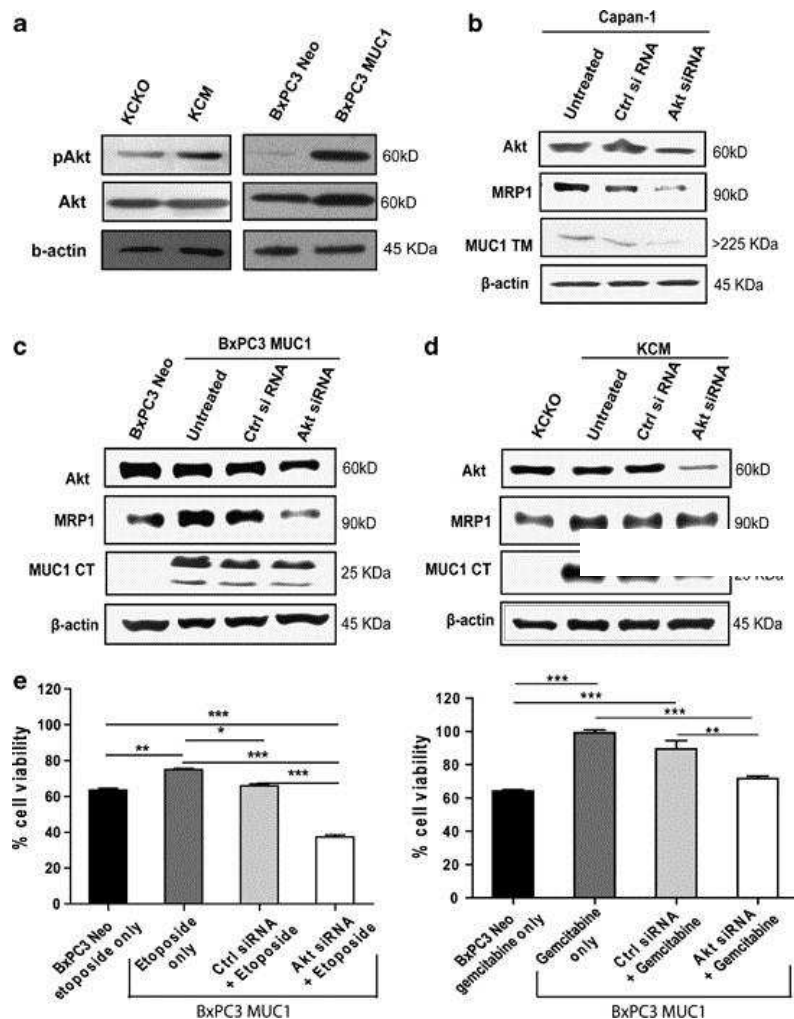 a
KCKO
KCM
BxPC3 Neo
BxPC3 MUC1
pAkt
60kD
Akt
60kD
b-actin
45 KDa
b
Capan-1
Untreated
Ctrl si RNA
Akt siRNA
Akt
60kD
MRP1
90kD
MUC1 TM
>225 KDa
β-actin
45 KDa
c
BxPC3 MUC1
BxPC3 Neo
Untreated
Ctrl si RNA
Akt siRNA
Akt
60kD
MRP1
90kD
MUC1 CT
25 KDa
β-actin
45 KDa
d
KCM
KCKO
Untreated
Ctrl si RNA
Akt siRNA
Akt
60kD
MRP1
90kD
MUC1 CT
β-actin
45 KDa
e
% cell viability
120
100
80
60
40
20
0
***
*
**
***
***
BxPC3 Neo
etoposide only
Etoposide
only
Ctrl siRNA
+ Etoposide
Akt siRNA
+ Etoposide
BxPC3 MUC1
% cell viability
120
100
80
60
40
20
0
***
***
***
**
BxPC3 Neo
gemcitabine only
Gemcitabine
only
Ctrl siRNA
+ Gemcitabine
Akt siRNA
+ Gemcitabine
BxPC3 MUC1